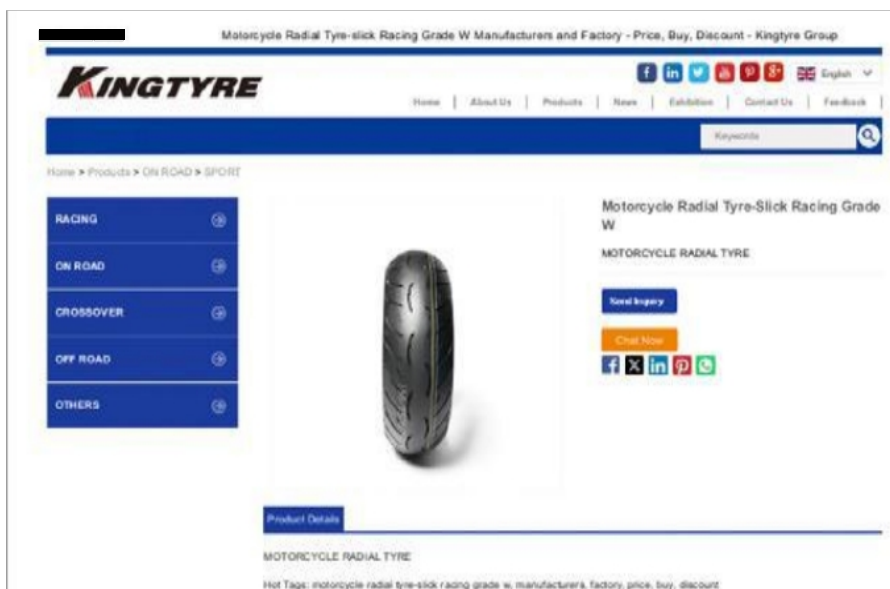 Motorcycle Radial Tyre-slick Racing Grade W Manufacturers and Factory - Price, Buy, Discount - Kingtyre Group
KINGTYRE
English
Home | About Us | Products | News | Exhibition | Contact Us | Feedback |
Keywords
Home > Products > ON ROAD > SPORT
RACING
ON ROAD
CROSSOVER
OFF ROAD
OTHERS
Motorcycle Radial Tyre-Slick Racing Grade
W
MOTORCYCLE RADIAL TYRE
Send Inquiry
Chat Now
Product Details
MOTORCYCLE RADIAL TYRE
Hot Tags: motorcycle radial tyre-slick racing grade w, manufacturers, factory, price, buy, discount